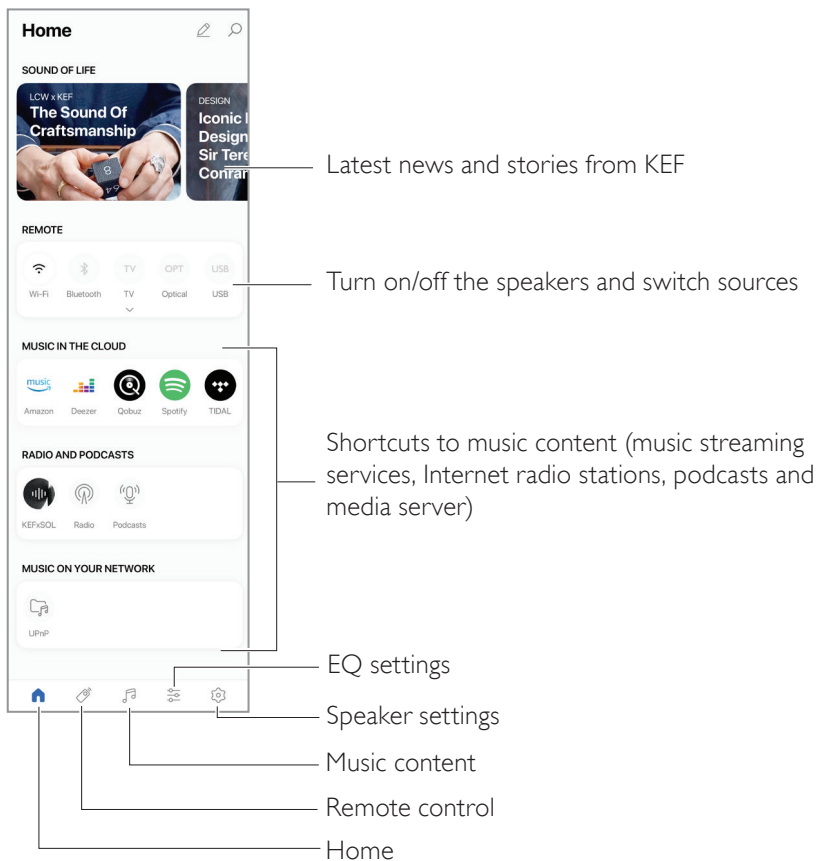 Home
SOUND OF LIFE
LCW x KEF
The Sound Of
Craftsmanship
DESIGN
Iconic
Design
Sir Tere
Conran
Latest news and stories from KEF
REMOTE
TV
OPT
USB
Wi-Fi
Bluetooth
TV
Optical
USB
Turn on/off the speakers and switch sources
MUSIC IN THE CLOUD
music
Amazon
Deezer
Qobuz
Spotify
TIDAL
Shortcuts to music content (music streaming
services, Internet radio stations, podcasts and
media server)
RADIO AND PODCASTS
KEFxSOL
Radio
Podcasts
MUSIC ON YOUR NETWORK
UPnP
EQ settings
Speaker settings
Music content
Remote control
Home